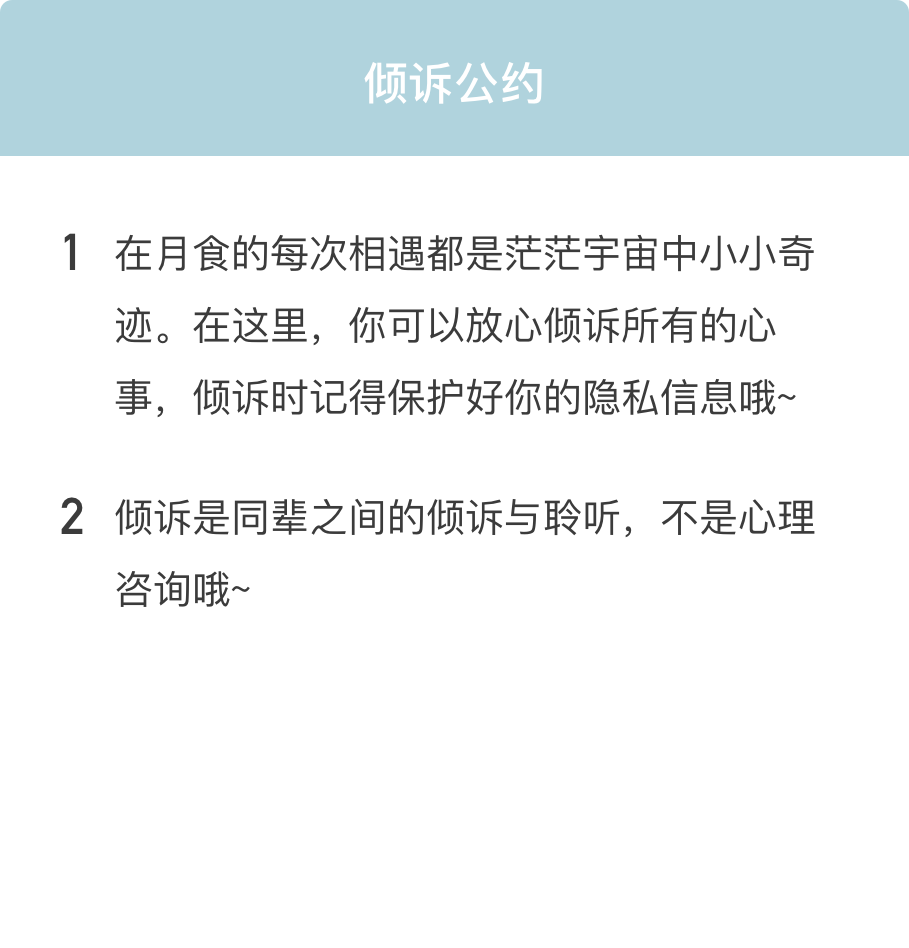 倾诉公约
1 在月食的每次相遇都是茫茫宇宙中小小奇
迹。在这里，你可以放心倾诉所有的心
事，倾诉时记得保护好你的隐私信息哦~
2 倾诉是同辈之间的倾诉与聆听，不是心理
咨询哦~